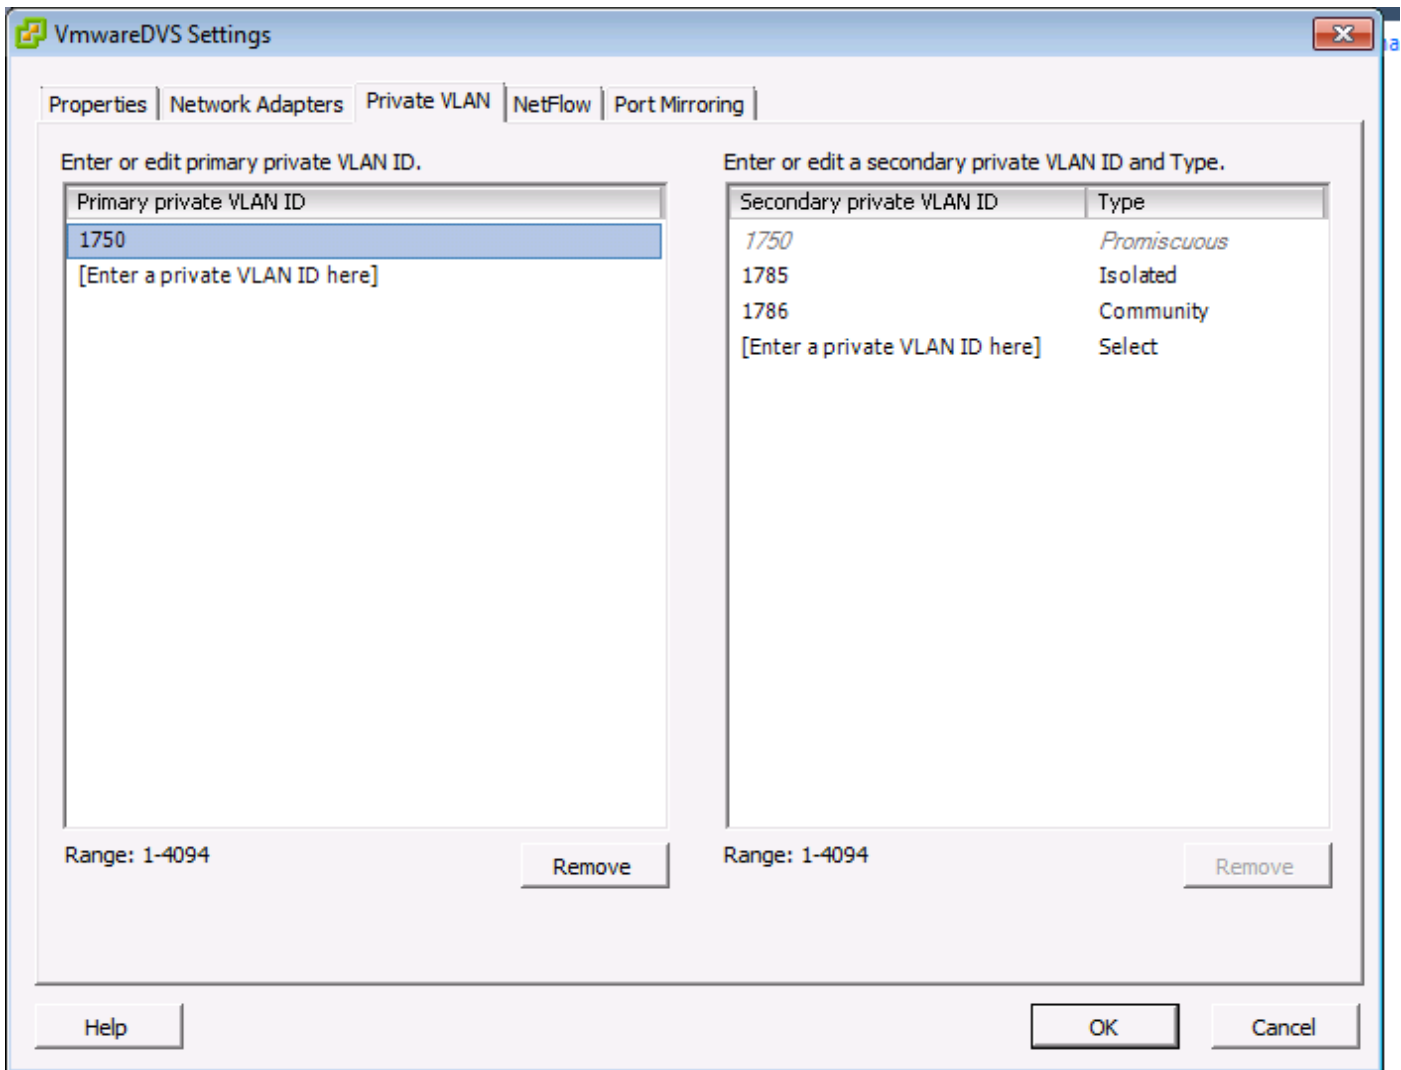 VmwareDVS Settings
Properties
Network Adapters
Private VLAN
NetFlow
Port Mirroring
Enter or edit primary private VLAN ID.
Primary private VLAN ID
1750
[Enter a private VLAN ID here]
Range: 1-4094
Remove
Enter or edit a secondary private VLAN ID and Type.
Secondary private VLAN ID Type
1750 Promiscuous
1785 Isolated
1786 Community
[Enter a private VLAN ID here] Select
Range: 1-4094
Remove
Help
OK
Cancel